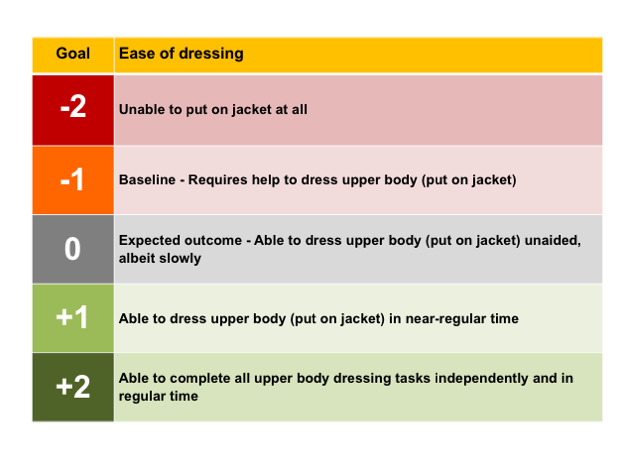 Goal Ease of dressing
-2 Unable to put on jacket at all
-1 Baseline - Requires help to dress upper body (put on jacket)
0 Expected outcome - Able to dress upper body (put on jacket) unaided,
albeit slowly
+1 Able to dress upper body (put on jacket) in near-regular time
+2 Able to complete all upper body dressing tasks independently and in
regular time